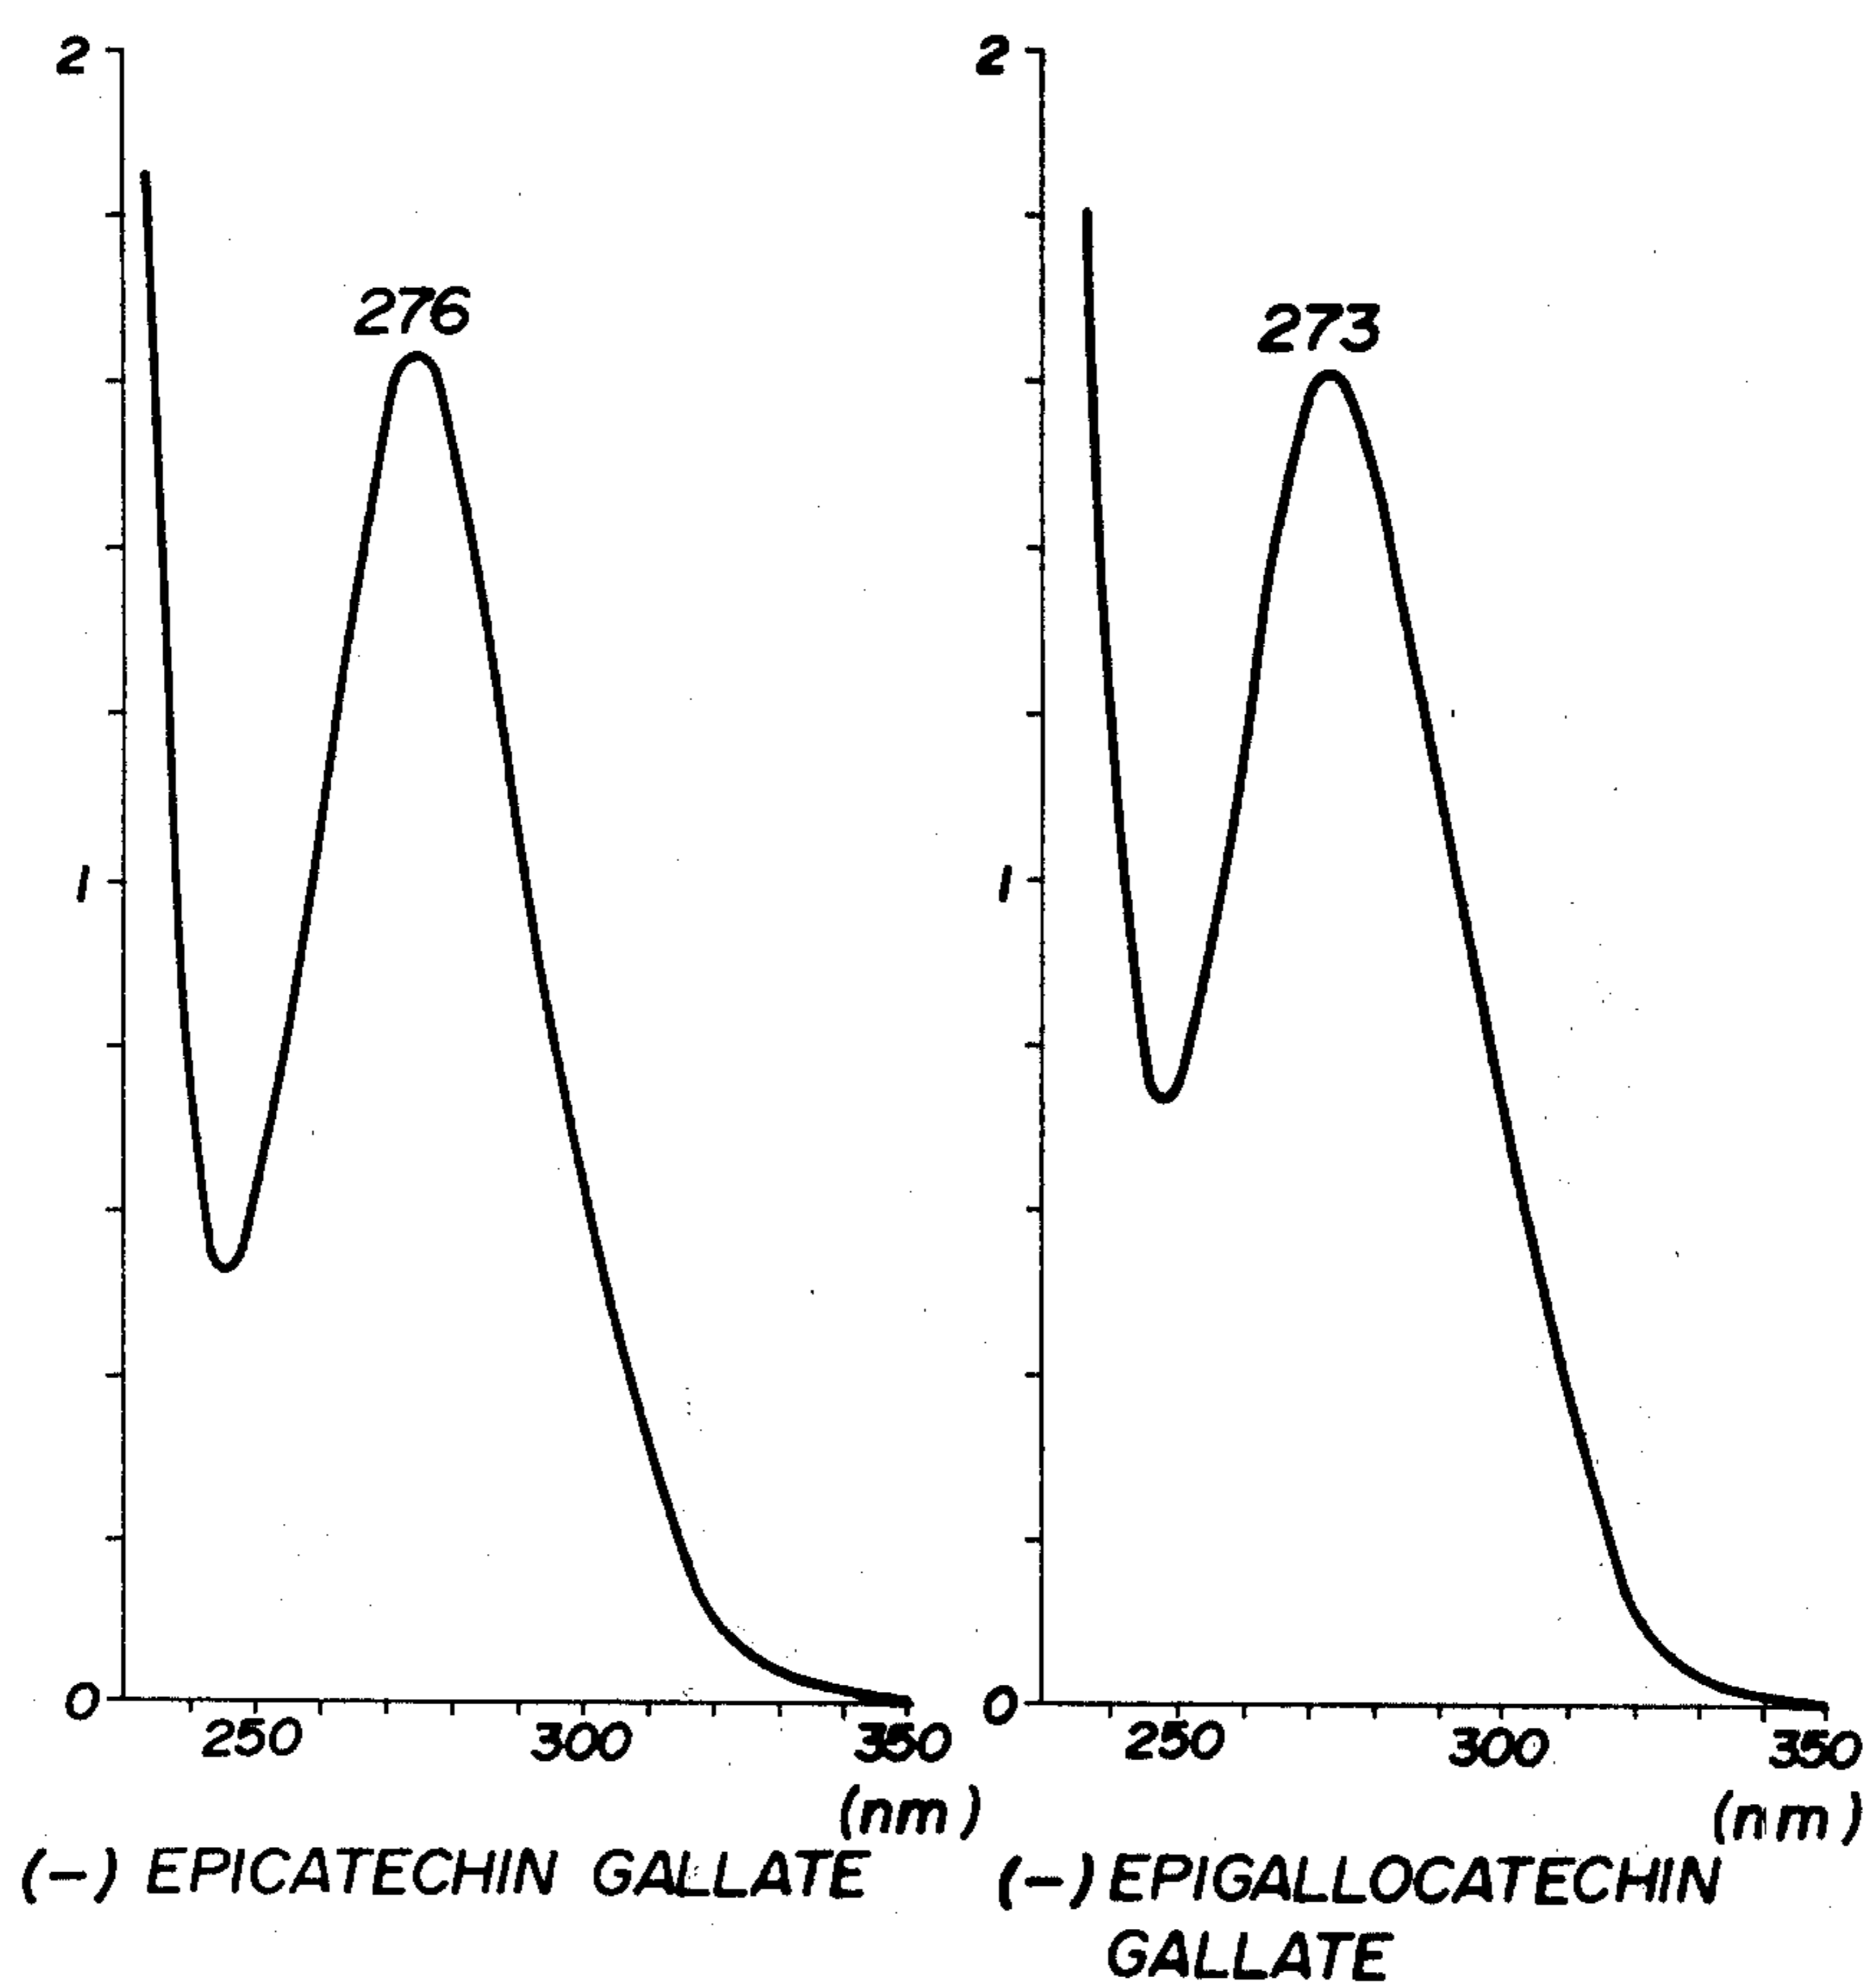 2
276
1
0
250 300 350
(nm)
(-) EPICATECHIN GALLATE
2
273
1
0
250 300 350
(nm)
(-) EPIGALLOCATECHIN
GALLATE